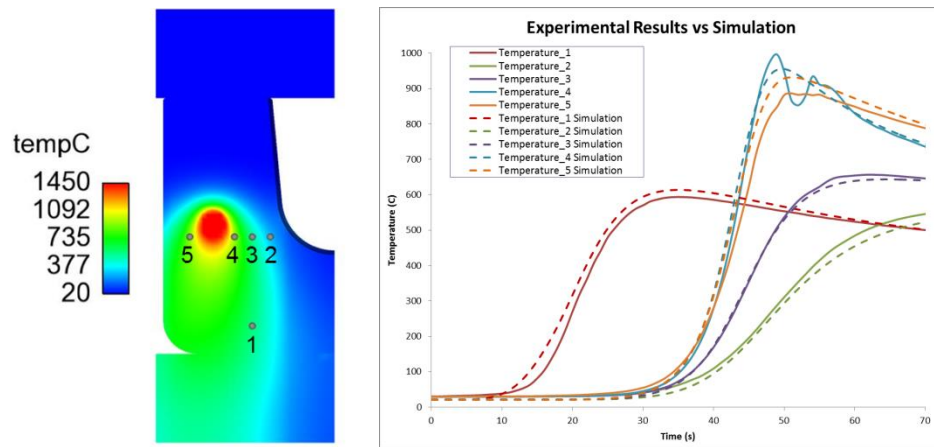 tempC
1450
1092
735
377
20
5
4
3
2
1
Experimental Results vs Simulation
Temperature_1
Temperature_2
Temperature_3
Temperature_4
Temperature_5
Temperature_1 Simulation
Temperature_2 Simulation
Temperature_3 Simulation
Temperature_4 Simulation
Temperature_5 Simulation
Temperature (C)
1000
900
800
700
600
500
400
300
200
100
0
0 10 20 30 40 50 60 70
Time (s)